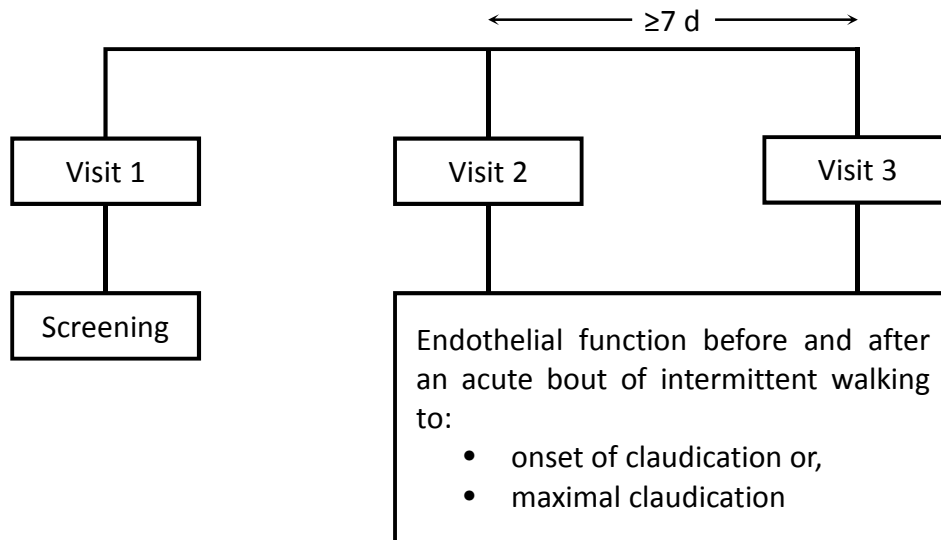 ≥7 d
Visit 1
Visit 2
Visit 3
Screening
Endothelial function before and after
an acute bout of intermittent walking
to:
• onset of claudication or,
• maximal claudication